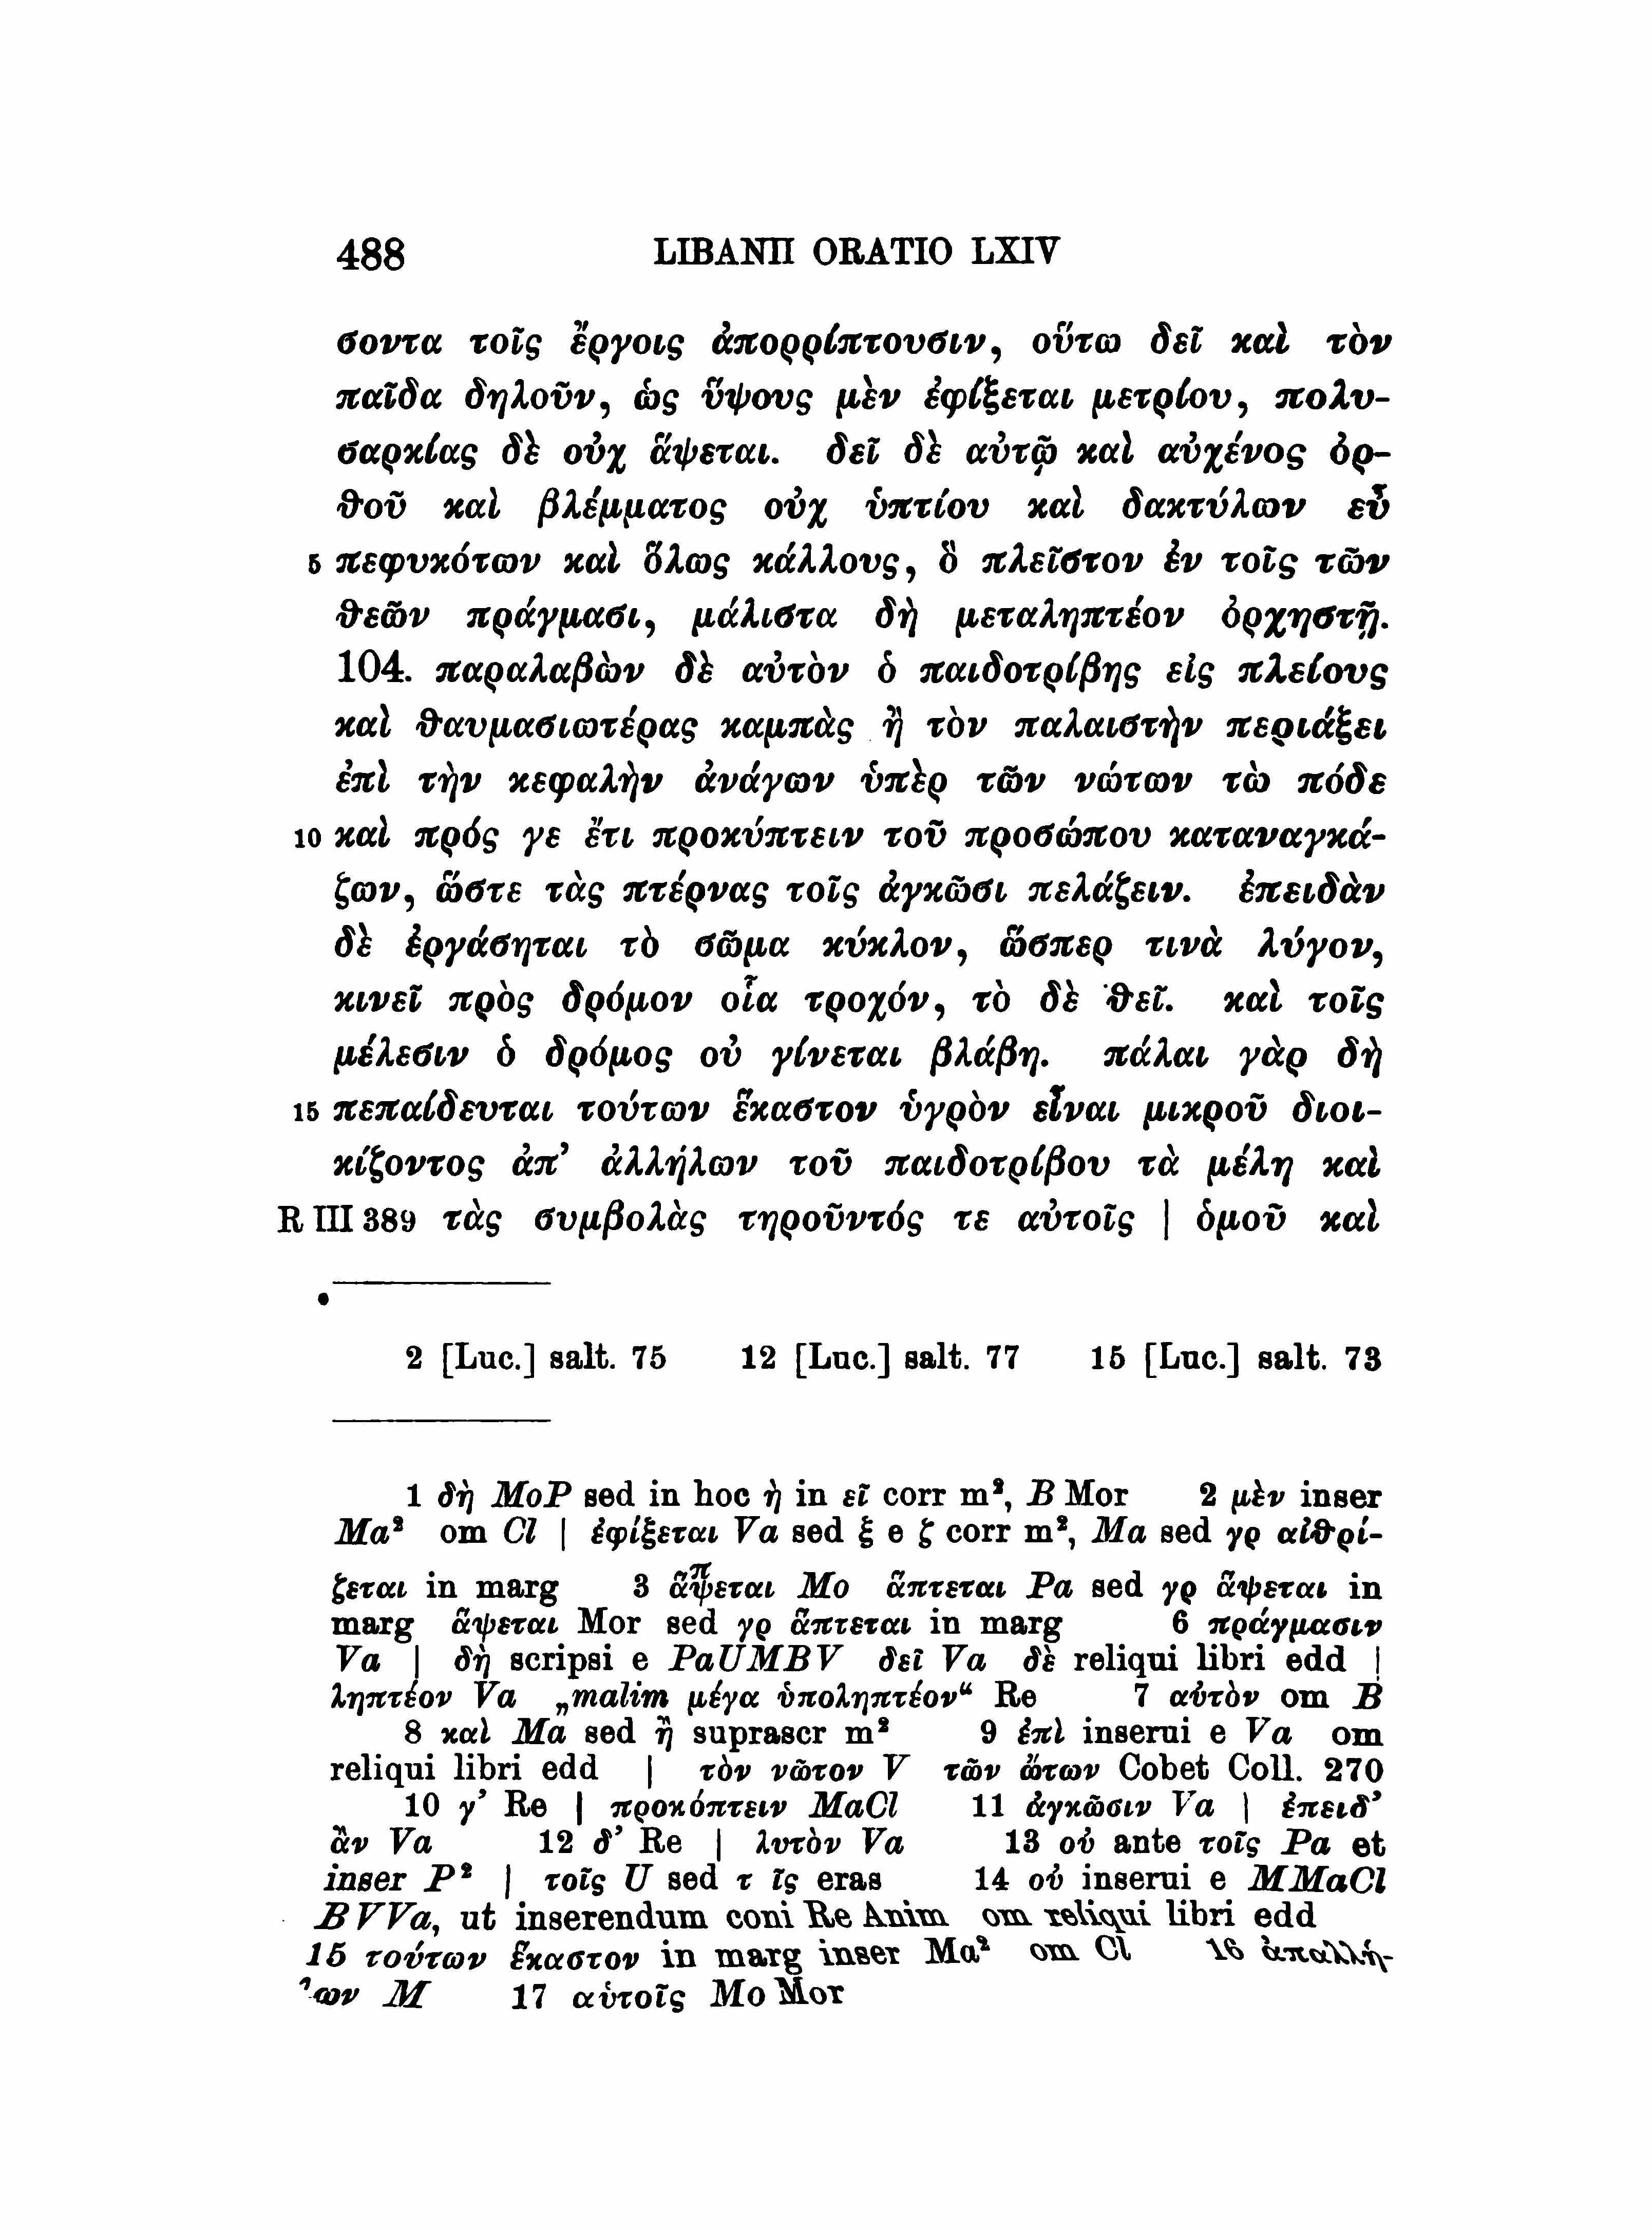 488 LIBANII ORATIO LXIV
σοντα τοῖς ἔργοις ἀπορρίπτουσιν, οὕτω δεῖ καὶ τὸν
παῖδα δηλοῦν, ὡς ὕψους μὲν ἐφίξεται μετρίου, πολυ-
σαρκίας δὲ οὐχ ἅψεται. δεῖ δὲ αὐτῷ καὶ αὐχένος ὀρ-
θοῦ καὶ βλέμματος οὐχ ὑπτίου καὶ δακτύλων εὖ
5 πεφυκότων καὶ ὅλως κάλλους, ὃ πλεῖστον ἐν τοῖς τῶν
θεῶν πράγμασι, μάλιστα δὴ μεταληπτέον ὀρχηστῇ.
104. παραλαβὼν δὲ αὐτὸν ὁ παιδοτρίβης εἰς πλείους
καὶ θαυμασιωτέρας καμπὰς ἢ τὸν παλαιστὴν περιάξει
ἐπὶ τὴν κεφαλὴν ἀνάγων ὑπὲρ τῶν νώτων τὼ πόδε
10 καὶ πρός γε ἔτι προκύπτειν τοῦ προσώπου καταναγκά-
ζων, ὥστε τὰς πτέρνας τοῖς ἀγκῶσι πελάζειν. ἐπειδὰν
δὲ ἐργάσηται τὸ σῶμα κύκλον, ὥσπερ τινὰ λύγον,
κινεῖ πρὸς δρόμον οἷα τροχόν, τὸ δὲ θεῖ. καὶ τοῖς
μέλεσιν ὁ δρόμος οὐ γίνεται βλάβη. πάλαι γὰρ δὴ
15 πεπαίδευται τούτων ἕκαστον ὑγρὸν εἶναι μικροῦ διοι-
κίζοντος ἀπ’ ἀλλήλων τοῦ παιδοτρίβου τὰ μέλη καὶ
R III 389 τὰς συμβολὰς τηροῦντός τε αὐτοῖς | ὁμοῦ καὶ
2 [Luc.] salt. 75 12 [Luc.] salt. 77 15 [Luc.] salt. 73
1 δὴ MoP sed in hoc ὴ in εῖ corr m², B Mor 2 μὲν inser
Ma² om Cl | ἐφίξεται Va sed ξ e ζ corr m², Ma sed γρ αἰθρί-
ζεται in marg 3 ἅψπεται Mo ἅπτεται Pa sed γρ ἅψεται in
marg ἅψεται Mor sed γρ ἅπτεται in marg 6 πράγμασιν
Va | δὴ scripsi e PaUMBV δεῖ Va δὲ reliqui libri edd |
ληπτέον Va „malim μέγα ὑποληπτέον“ Re 7 αὐτὸν om B
8 καὶ Ma sed ἢ suprascr m² 9 ἐπὶ inserui e Va om
reliqui libri edd | τὸν νῶτον V τῶν ὤτων Cobet Coll. 270
10 γ’ Re | προκόπτειν MaCl 11 ἀγκῶσιν Va | ἐπειδ’
ἂν Va 12 δ’ Re | λυτὸν Va 13 οὐ ante τοῖς Pa et
inser P² | τοῖς U sed τ ῖς eras 14 οὐ inserui e MMaCl
BVVa, ut inserendum coni Re Anim om reliqui libri edd
15 τούτων ἕκαστον in marg inser Ma² om Cl 16 ἀπαλλή-
λων M 17 αὑτοῖς Mo Mor